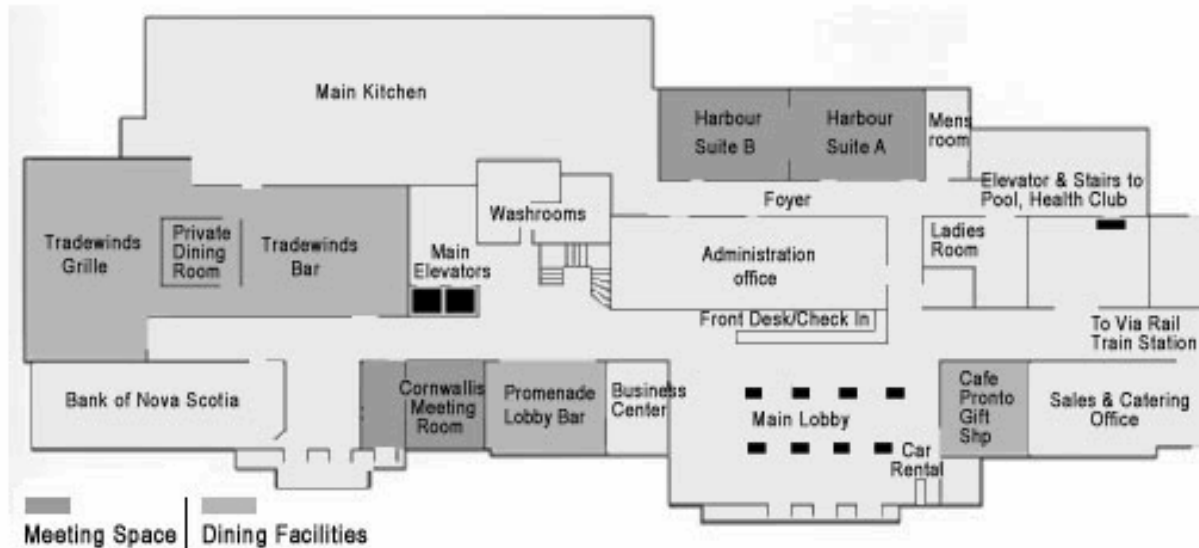 Main Kitchen
Harbour
Suite B
Harbour
Suite A
Mens
room
Elevator & Stairs to
Pool, Health Club
Foyer
Washrooms
Tradewinds
Grille
Private
Dining
Room
Tradewinds
Bar
Main
Elevators
Administration
office
Ladies
Room
Front Desk/Check In
To Via Rail
Train Station
Bank of Nova Scotia
Cornwallis
Meeting
Room
Promenade
Lobby Bar
Business
Center
Main Lobby
Car
Rental
Cafe
Pronto
Gift
Shp
Sales & Catering
Office
Meeting Space
Dining Facilities